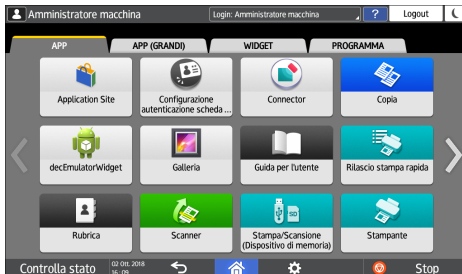 Amministratore macchina
Login: Amministratore macchina
?
Logout
APP
APP (GRANDI)
WIDGET
PROGRAMMA
Application Site
Configurazione
autenticazione scheda ...
Connector
Copia
decEmulatorWidget
Galleria
Guida per l'utente
Rilascio stampa rapida
Rubrica
Scanner
Stampa/Scansione
(Dispositivo di memoria)
Stampante
Controlla stato
02 Ott. 2018
16:09
Stop